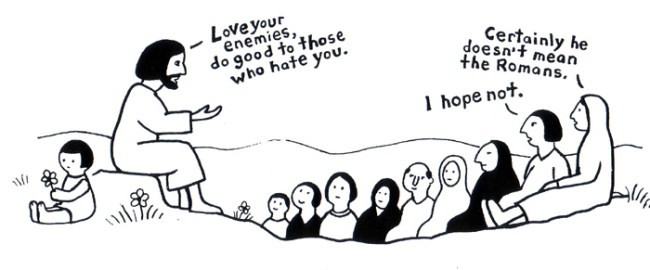 Love your
enemies,
do good to those
who hate you.
Certainly he
doesn't mean
the Romans.
I hope not.